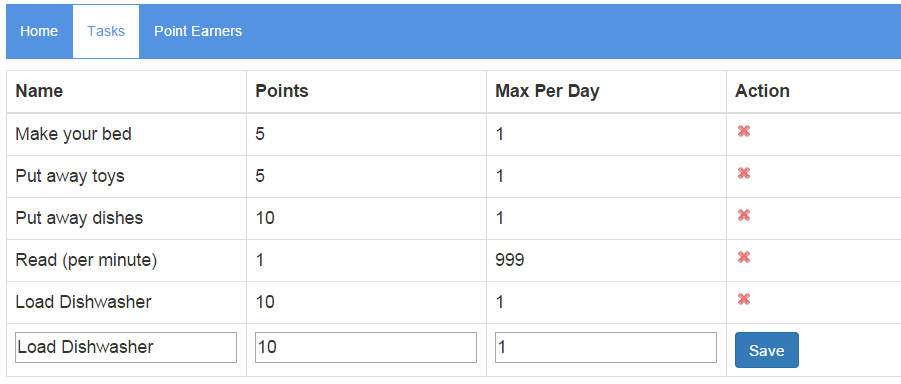 Home Tasks Point Earners
Name Points Max Per Day Action
Make your bed 5 1
Put away toys 5 1
Put away dishes 10 1
Read (per minute) 1 999
Load Dishwasher 10 1
Load Dishwasher 10 1 Save